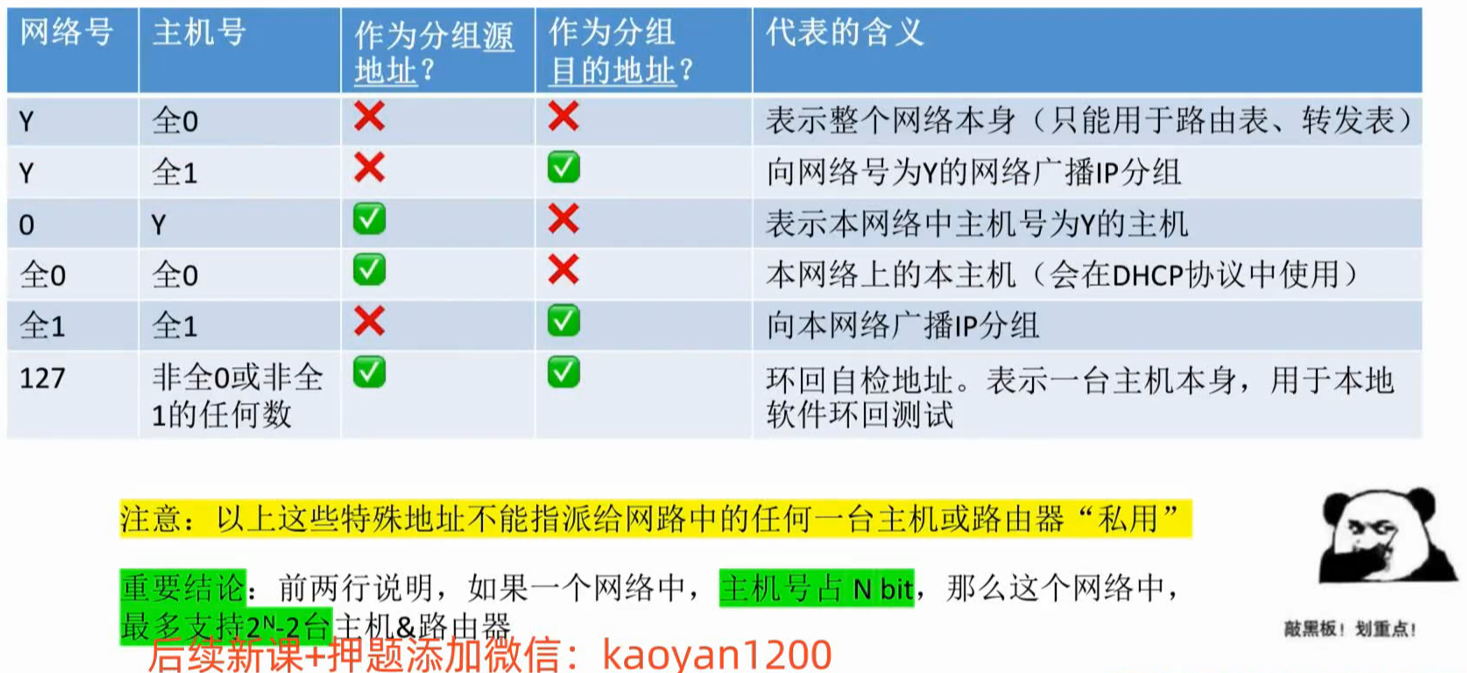 网络号 主机号 作为分组源地址？ 作为分组目的地址？ 代表的含义
Y 全0 ❌ ❌ 表示整个网络本身（只能用于路由表、转发表）
Y 全1 ❌ ✅ 向网络号为Y的网络广播IP分组
0 Y ✅ ❌ 表示本网络中主机号为Y的主机
全0 全0 ✅ ❌ 本网络上的本主机（会在DHCP协议中使用）
全1 全1 ❌ ✅ 向本网络广播IP分组
127 非全0或非全1的任何数 ✅ ✅ 环回自检地址。表示一台主机本身，用于本地软件环回测试
注意：以上这些特殊地址不能指派给网路中的任何一台主机或路由器“私用”
重要结论：前两行说明，如果一个网络中，主机号占 N bit，那么这个网络中，
最多支持2ᴺ-2台主机&路由器
后续新课+押题添加微信：kaoyan1200
敲黑板！划重点！